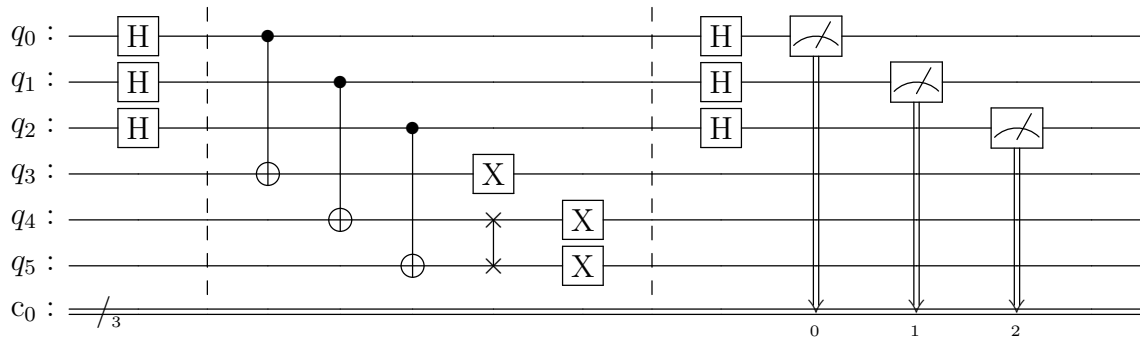 q0 : H H
q1 : H H
q2 : H H
q3 : X
q4 : X
q5 : X
c0 : 3
0 1 2